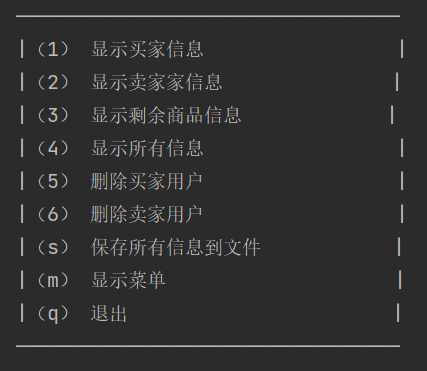 |（1） 显示买家信息 |
|（2） 显示卖家家信息 |
|（3） 显示剩余商品信息 |
|（4） 显示所有信息 |
|（5） 删除买家用户 |
|（6） 删除卖家用户 |
|（s） 保存所有信息到文件 |
|（m） 显示菜单 |
|（q） 退出 |